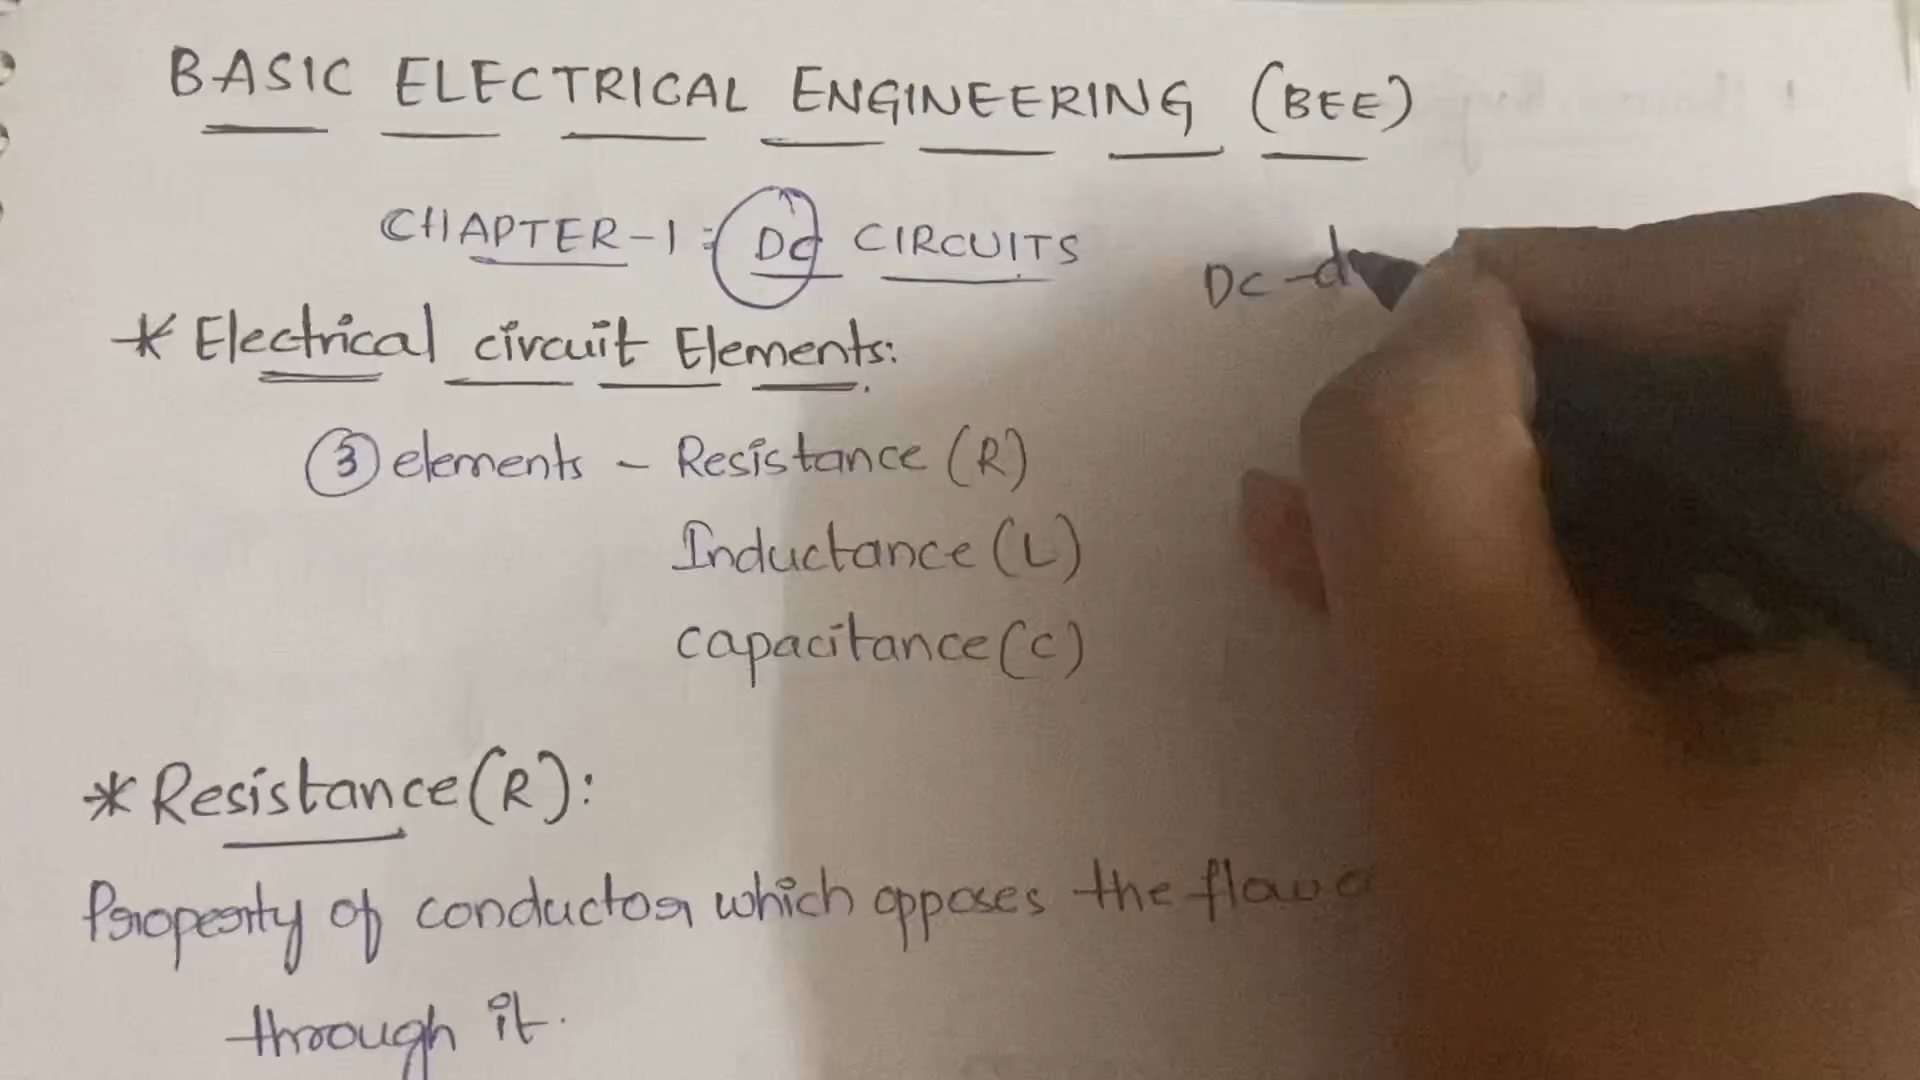 BASIC ELECTRICAL ENGINEERING (BEE)
CHAPTER-1: DC CIRCUITS
DC-d
* Electrical circuit Elements:
3 elements - Resistance (R)
Inductance (L)
capacitance (c)
* Resistance (R):
Property of conductor which opposes the flow
through it.